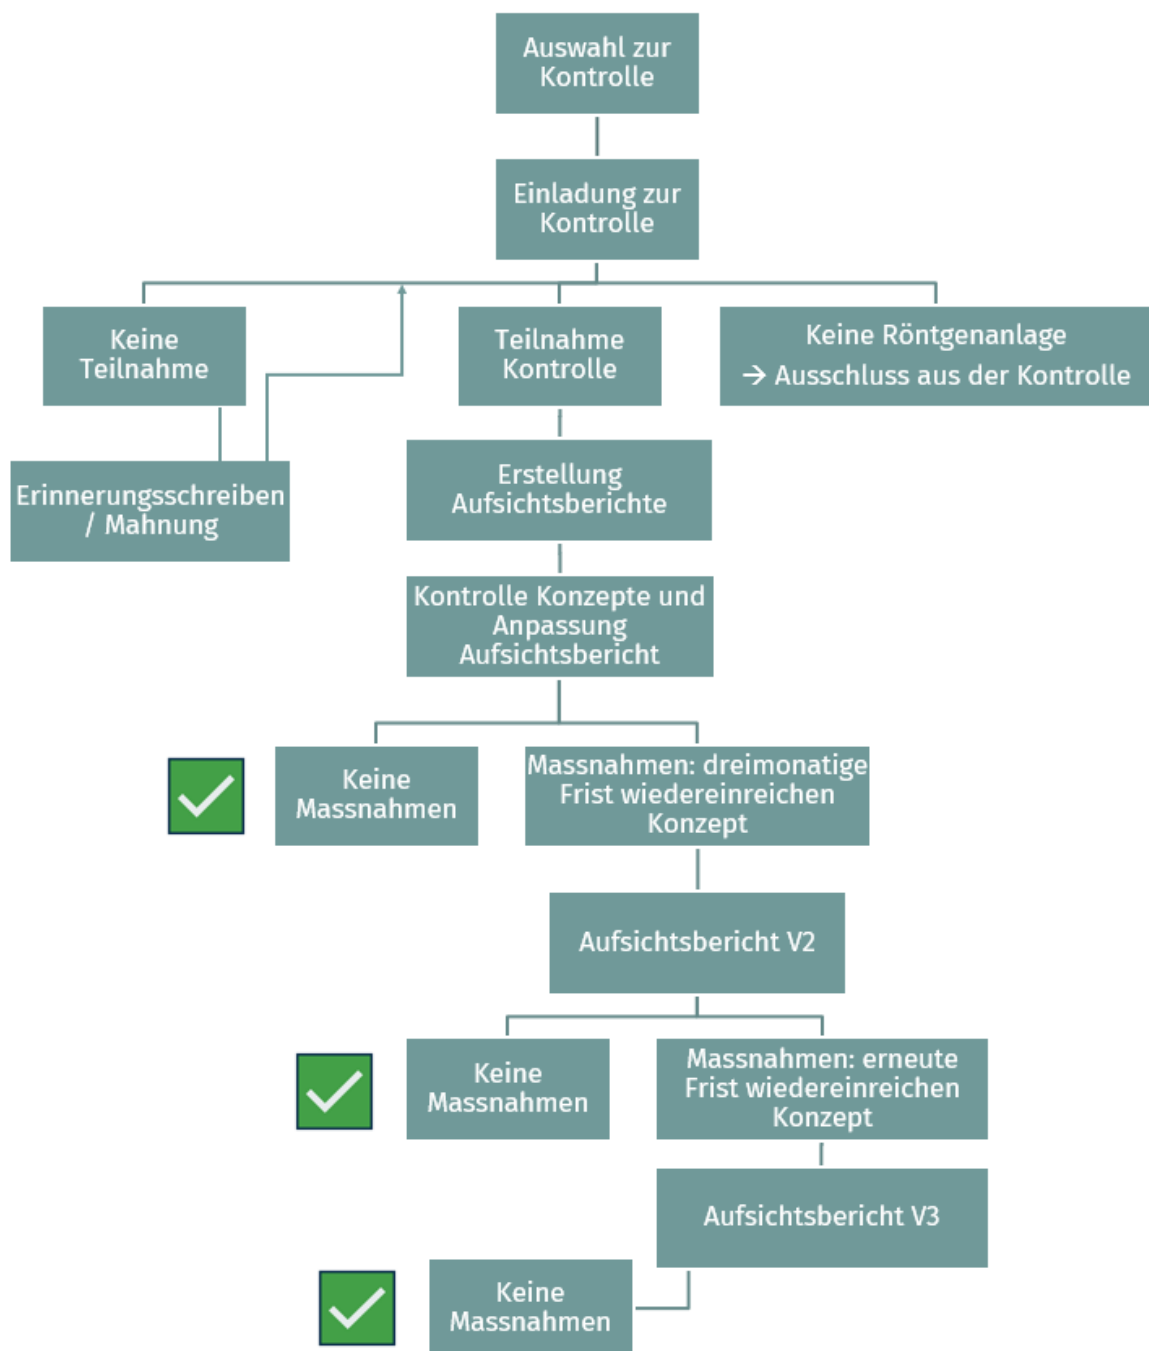 Auswahl zur
Kontrolle
Einladung zur
Kontrolle
Keine
Teilnahme
Teilnahme
Kontrolle
Keine Röntgenanlage
→ Ausschluss aus der Kontrolle
Erinnerungsschreiben
/ Mahnung
Erstellung
Aufsichtsberichte
Kontrolle Konzepte und
Anpassung
Aufsichtsbericht
Keine
Massnahmen
Massnahmen: dreimonatige
Frist wiedereinreichen
Konzept
Aufsichtsbericht V2
Keine
Massnahmen
Massnahmen: erneute
Frist wiedereinreichen
Konzept
Aufsichtsbericht V3
Keine
Massnahmen